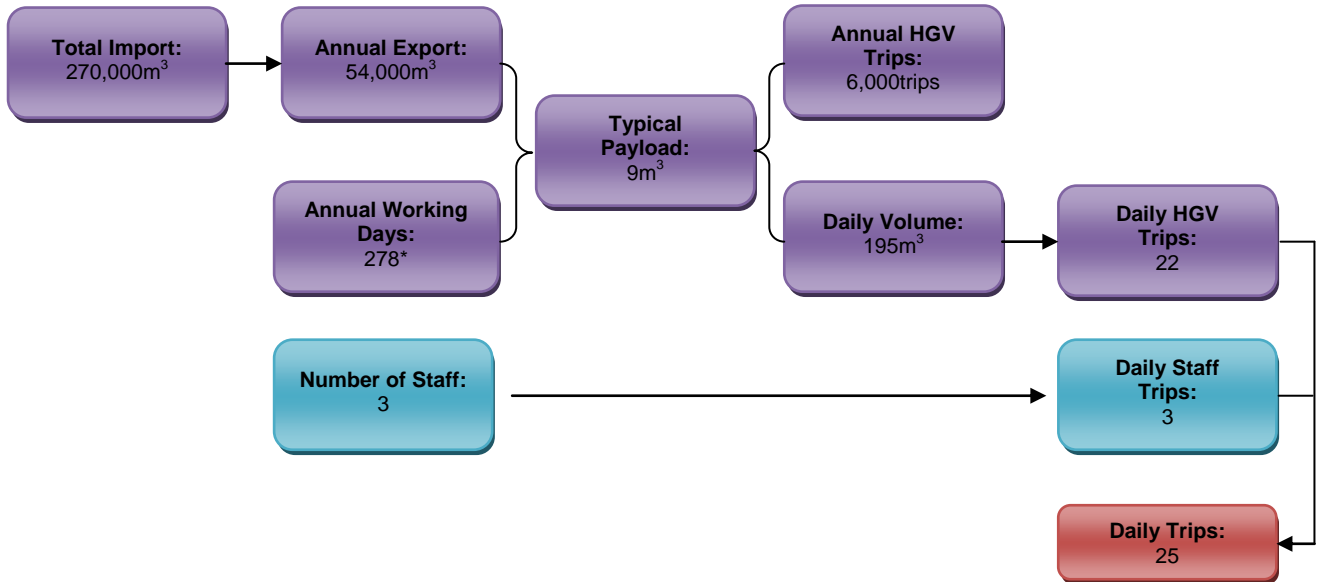 Total Import:
270,000m³
Annual Export:
54,000m³
Annual HGV
Trips:
6,000trips
Typical
Payload:
9m³
Annual Working
Days:
278*
Daily Volume:
195m³
Daily HGV
Trips:
22
Number of Staff:
3
Daily Staff
Trips:
3
Daily Trips:
25